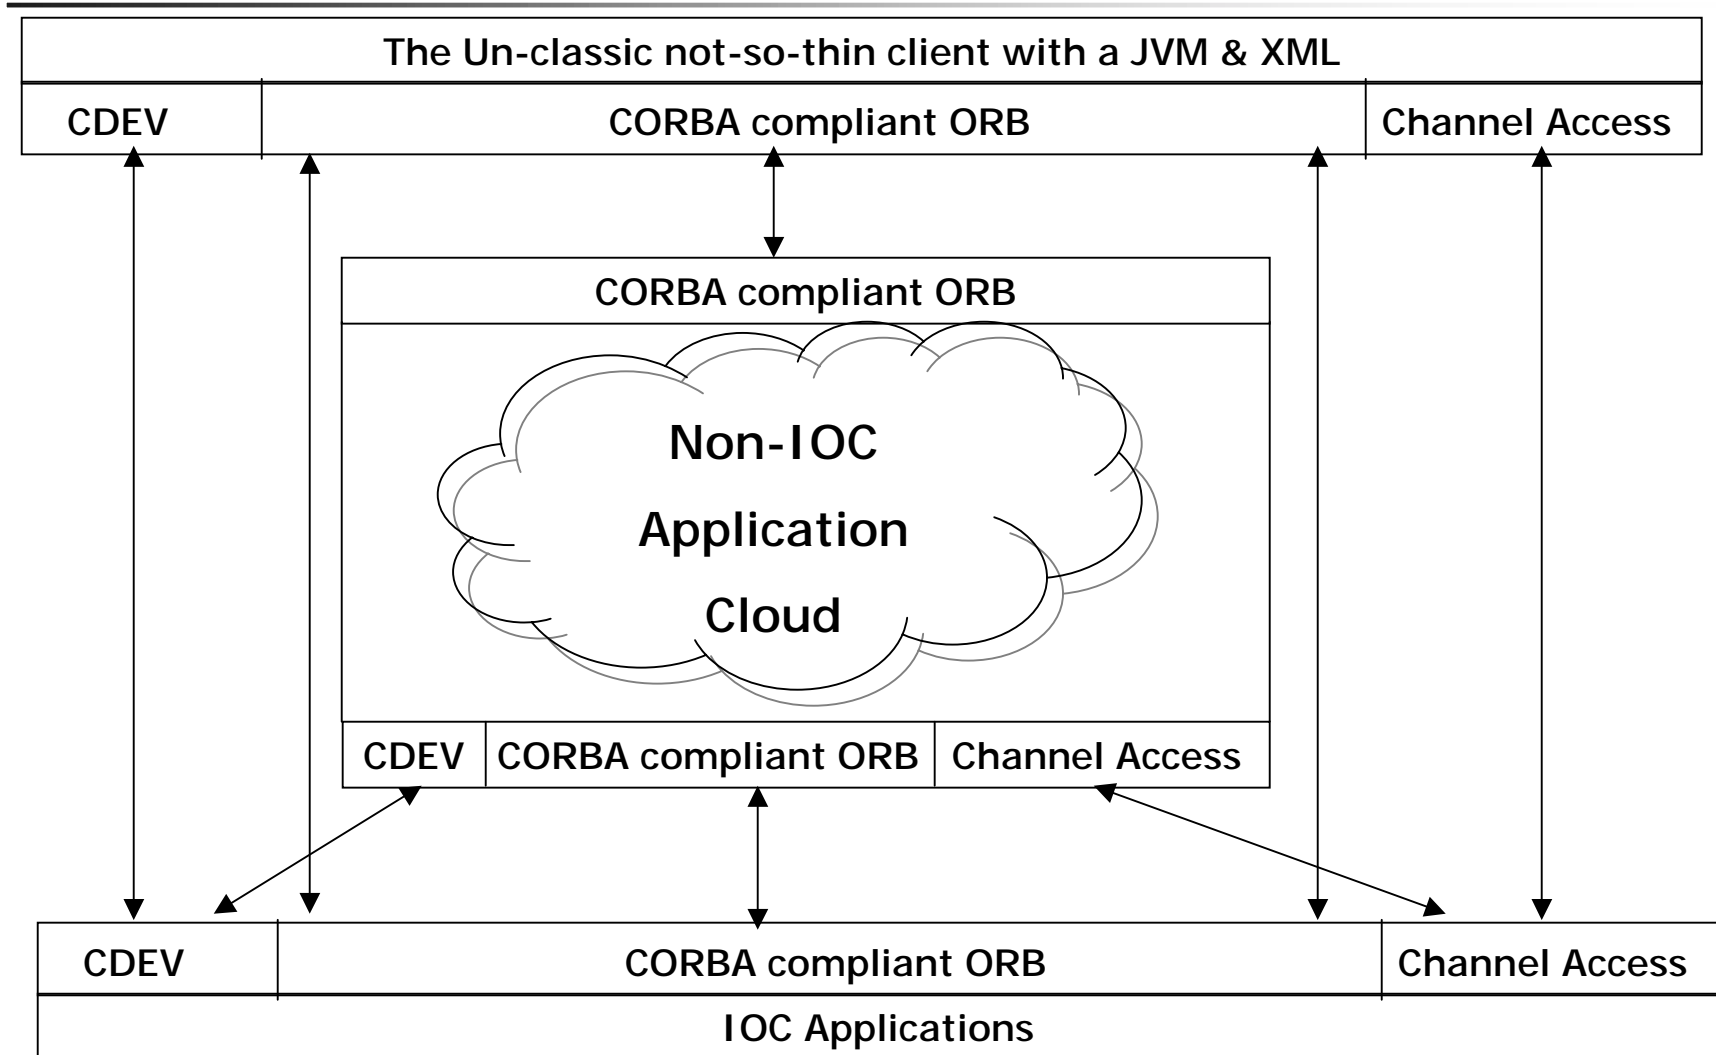 The Un-classic not-so-thin client with a JVM & XML
CDEV
CORBA compliant ORB
Channel Access
CORBA compliant ORB
Non-IOC
Application
Cloud
CDEV
CORBA compliant ORB
Channel Access
CDEV
CORBA compliant ORB
Channel Access
IOC Applications